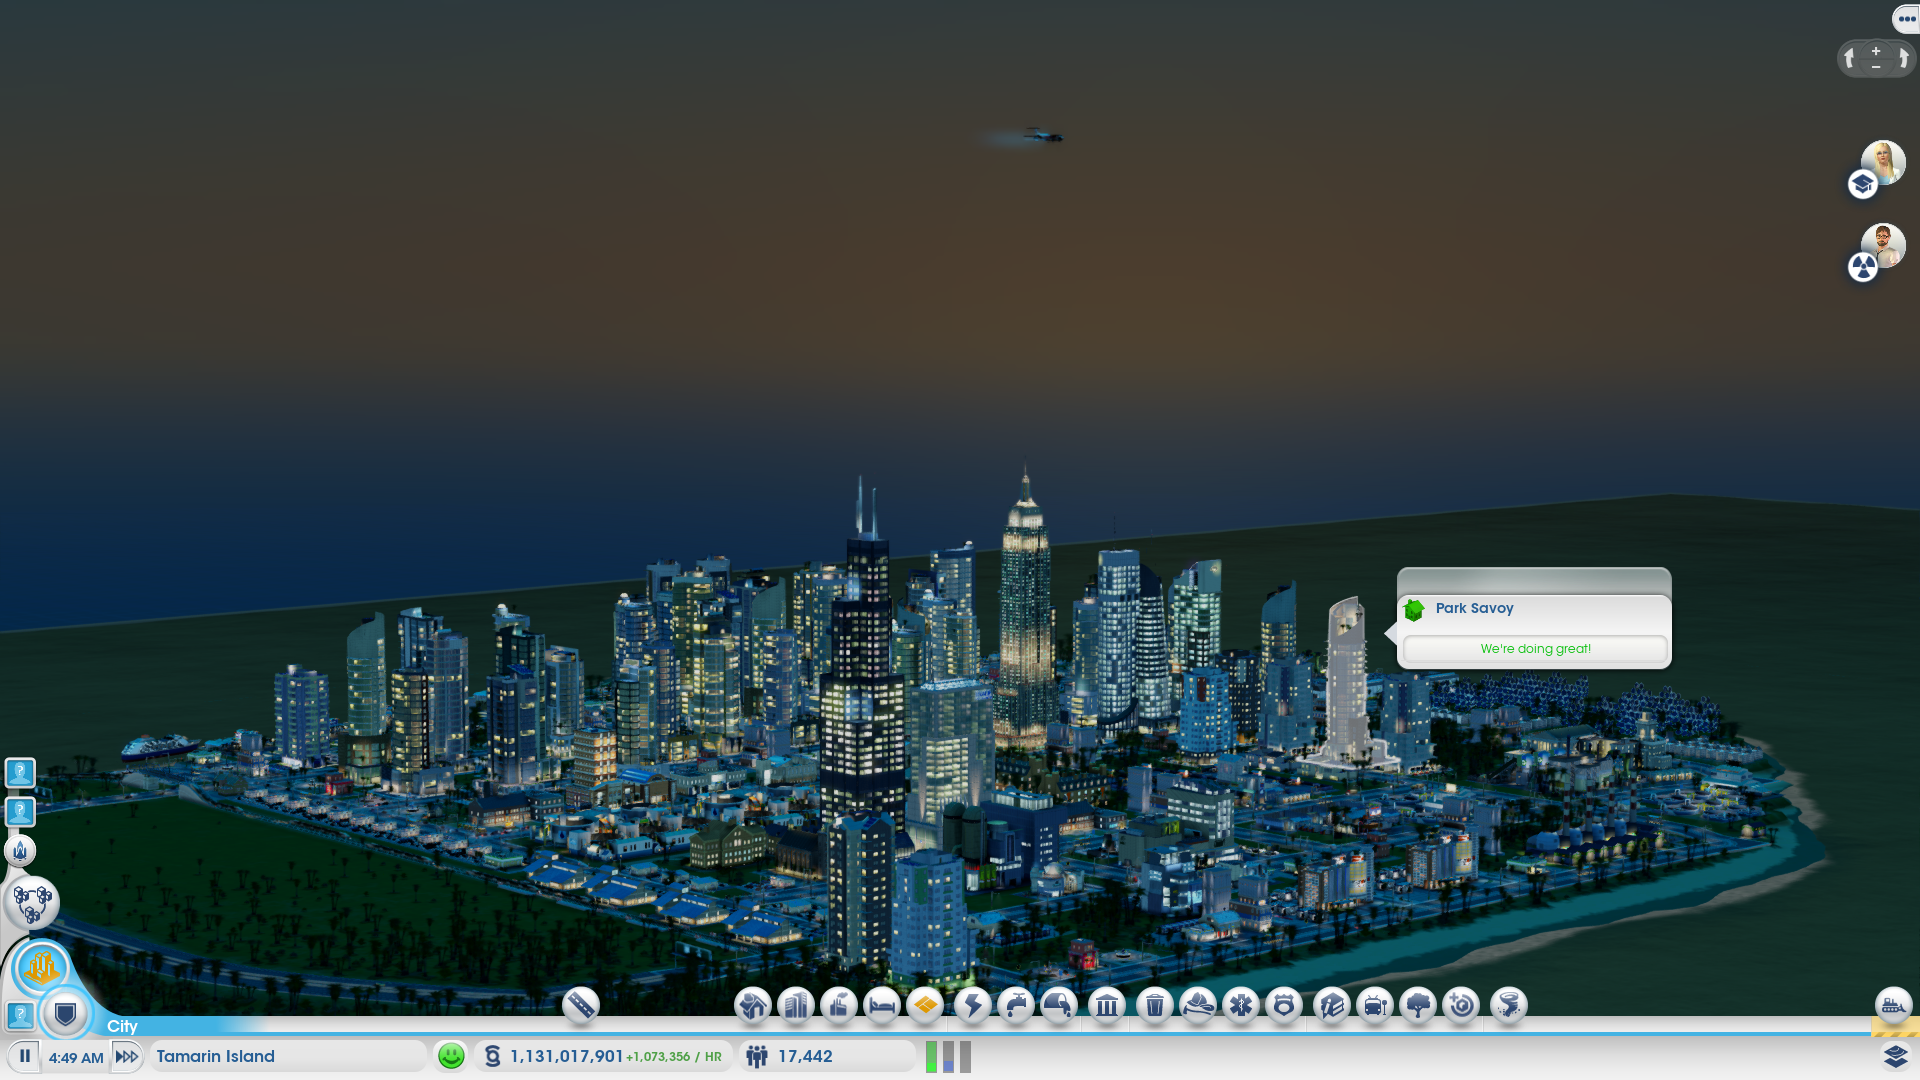 Park Savoy
We're doing great!
City
4:49 AM
Tamarin Island
1,131,017,901 +1,073,356 / HR
17,442